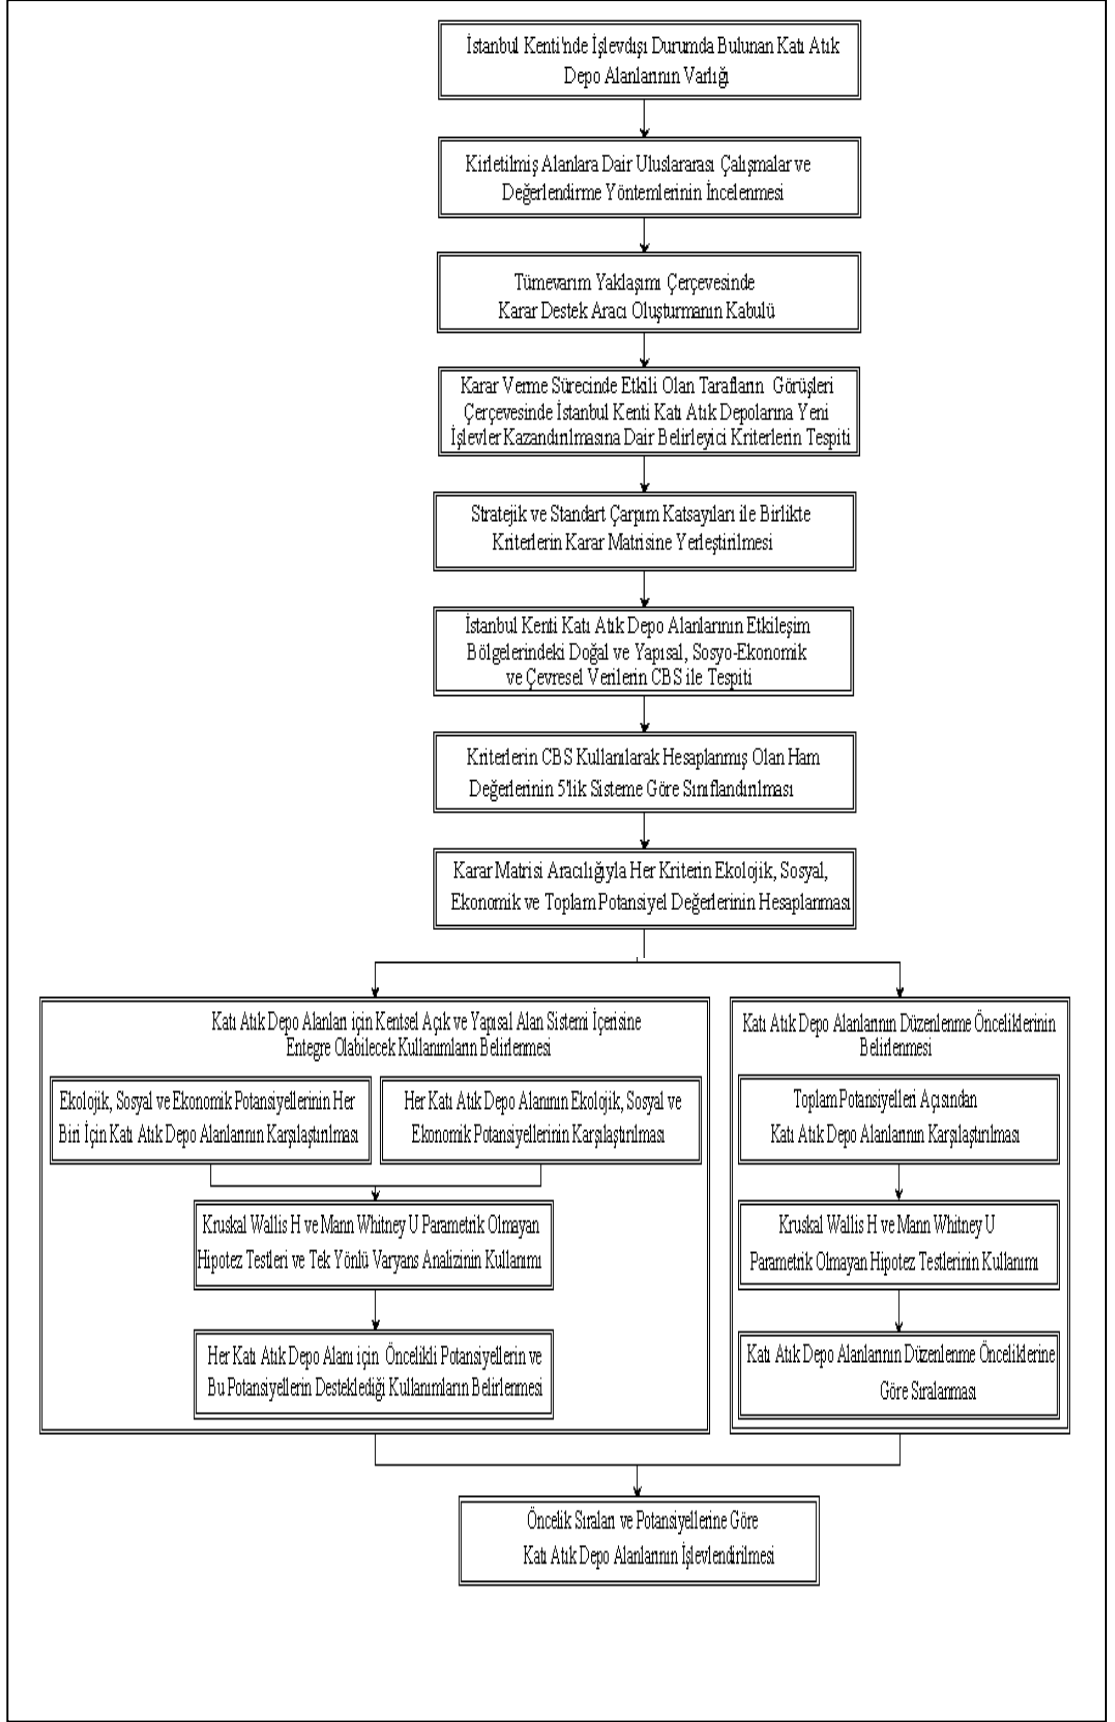 İstanbul Kenti'nde İşlevdışı Durumda Bulunan Katı Atık
Depo Alanlarının Varlığı
Kirletilmiş Alanlara Dair Uluslararası Çalışmalar ve
Değerlendirme Yöntemlerinin İncelenmesi
Tümevarım Yaklaşımı Çerçevesinde
Karar Destek Aracı Oluşturmanın Kabulü
Karar Verme Sürecinde Etkili Olan Tarafların Görüşleri
Çerçevesinde İstanbul Kenti Katı Atık Depolarına Yeni
İşlevler Kazandırılmasına Dair Belirleyici Kriterlerin Tespiti
Stratejik ve Standart Çarpım Katsayıları ile Birlikte
Kriterlerin Karar Matrisine Yerleştirilmesi
İstanbul Kenti Katı Atık Depo Alanlarının Etkileşim
Bölgelerindeki Doğal ve Yapısal, Sosyo-Ekonomik
ve Çevresel Verilerin CBS ile Tespiti
Kriterlerin CBS Kullanılarak Hesaplanmış Olan Ham
Değerlerinin 5'lik Sisteme Göre Sınıflandırılması
Karar Matrisi Aracılığıyla Her Kriterin Ekolojik, Sosyal,
Ekonomik ve Toplam Potansiyel Değerlerinin Hesaplanması
Katı Atık Depo Alanları için Kentsel Açık ve Yapısal Alan Sistemi İçerisine
Entegre Olabilecek Kullanımların Belirlenmesi
Ekolojik, Sosyal ve Ekonomik Potansiyellerinin Her
Biri İçin Katı Atık Depo Alanlarının Karşılaştırılması
Her Katı Atık Depo Alanının Ekolojik, Sosyal ve
Ekonomik Potansiyellerinin Karşılaştırılması
Kruskal Wallis H ve Mann Whitney U Parametrik Olmayan
Hipotez Testleri ve Tek Yönlü Varyans Analizinin Kullanımı
Her Katı Atık Depo Alanı için Öncelikli Potansiyellerin ve
Bu Potansiyellerin Desteklediği Kullanımların Belirlenmesi
Katı Atık Depo Alanlarının Düzenlenme Önceliklerinin
Belirlenmesi
Toplam Potansiyelleri Açısından
Katı Atık Depo Alanlarının Karşılaştırılması
Kruskal Wallis H ve Mann Whitney U
Parametrik Olmayan Hipotez Testlerinin Kullanımı
Katı Atık Depo Alanlarının Düzenlenme Önceliklerine
Göre Sıralanması
Öncelik Sıraları ve Potansiyellerine Göre
Katı Atık Depo Alanlarının İşlevlendirilmesi